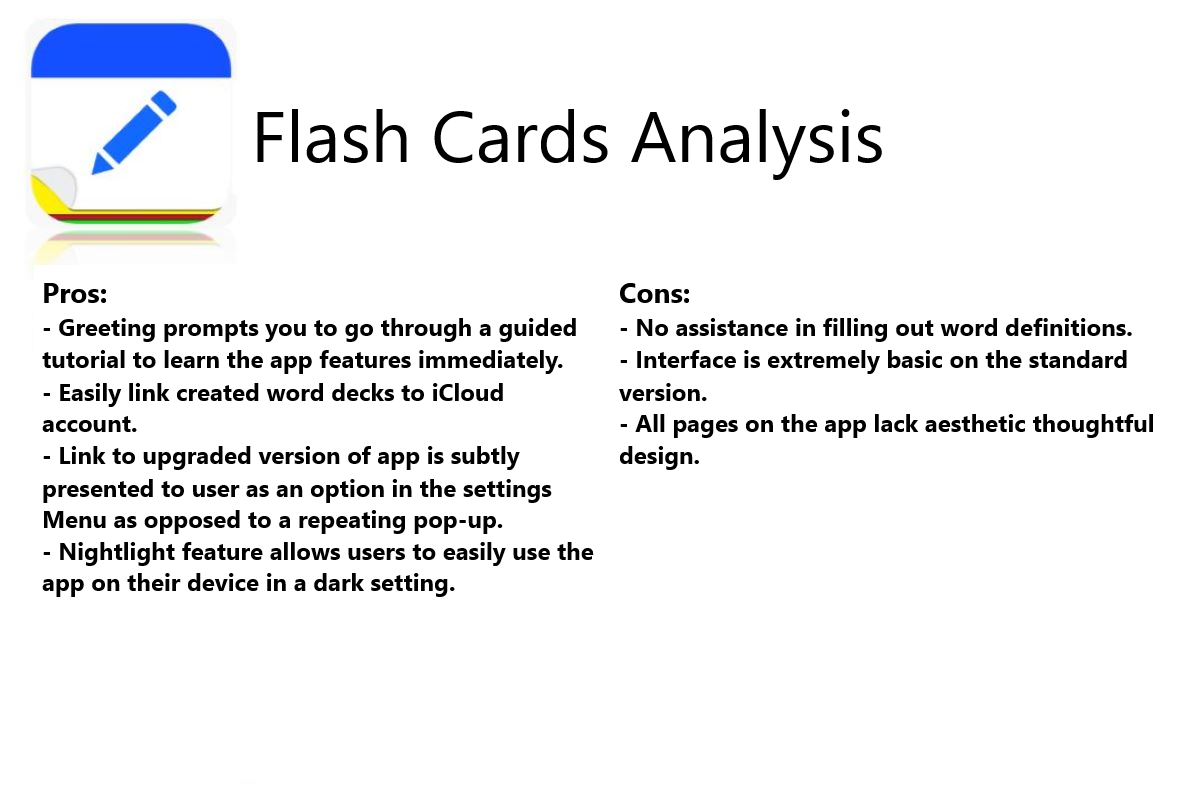 Flash Cards Analysis
Pros:
- Greeting prompts you to go through a guided
tutorial to learn the app features immediately.
- Easily link created word decks to iCloud
account.
- Link to upgraded version of app is subtly
presented to user as an option in the settings
Menu as opposed to a repeating pop-up.
- Nightlight feature allows users to easily use the
app on their device in a dark setting.
Cons:
- No assistance in filling out word definitions.
- Interface is extremely basic on the standard
version.
- All pages on the app lack aesthetic thoughtful
design.